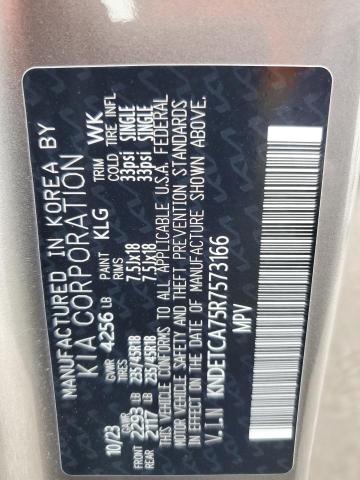 MANUFACTURED IN KOREA BY
KIA CORPORATION
10/23 GVWR 4256 LB PAINT KLG TRIM WK
GAWR TIRES RIMS COLD TIRE INFL
FRONT 2293 LB 235/45R18 7.5Jx18 33psi SINGLE
REAR 2117 LB 235/45R18 7.5Jx18 33psi SINGLE
THIS VEHICLE CONFORMS TO ALL APPLICABLE U.S.A. FEDERAL
MOTOR VEHICLE SAFETY AND THEFT PREVENTION STANDARDS
IN EFFECT ON THE DATE OF MANUFACTURE SHOWN ABOVE.
V.I.N KNDETCA75R7573166
MPV